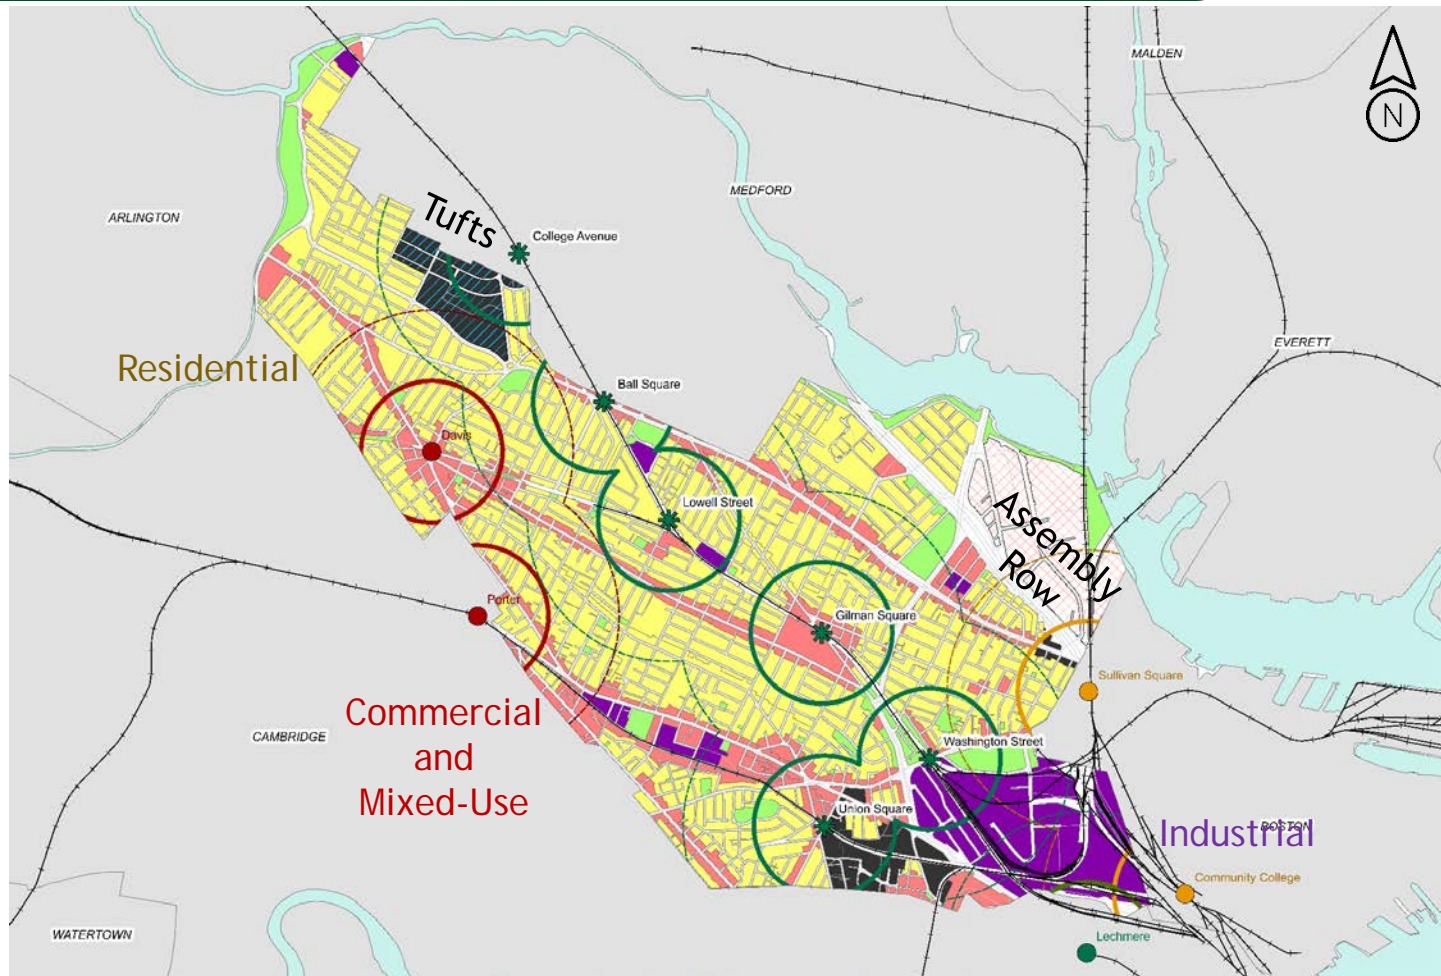 MALDEN
N
MEDFORD
ARLINGTON
Tufts
College Avenue
EVERETT
Residential
Ball Square
Davis
Lowell Street
Assembly
Row
Porter
Gilman Square
Sullivan Square
Commercial
and
Mixed-Use
CAMBRIDGE
Washington Street
Union Square
BOSTON
Industrial
Community College
WATERTOWN
Lechmere